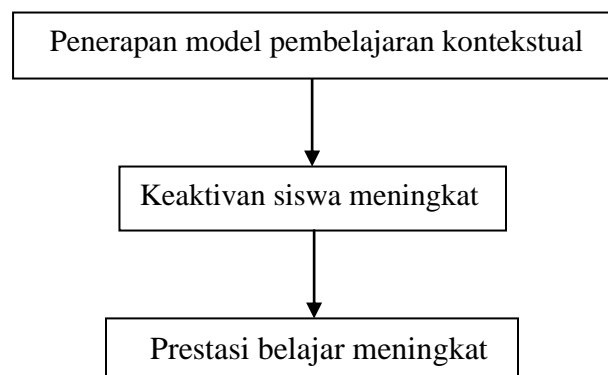 Penerapan model pembelajaran kontekstual
Keaktivan siswa meningkat
Prestasi belajar meningkat